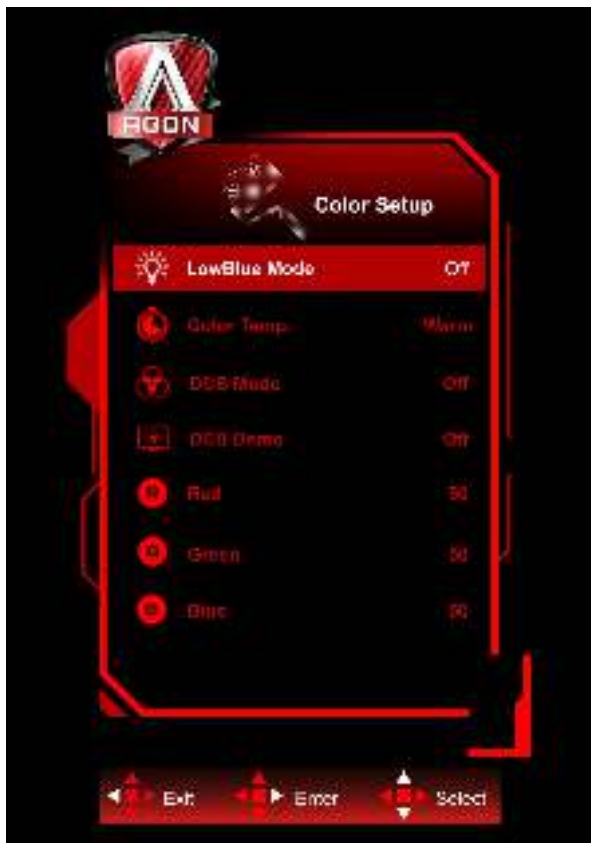 AGON
Color Setup
LowBlue Mode Off
Color Temp. Warm
DCB Mode Off
DCB Demo Off
Red 50
Green 50
Blue 50
Exit Enter Select